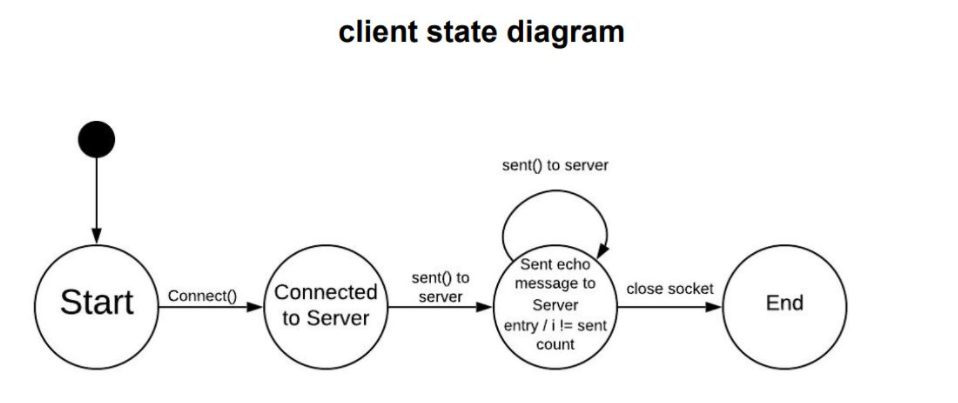 client state diagram
sent() to server
Start
Connect()
Connected
to Server
sent() to
server
Sent echo
message to
Server
entry / i != sent
count
close socket
End